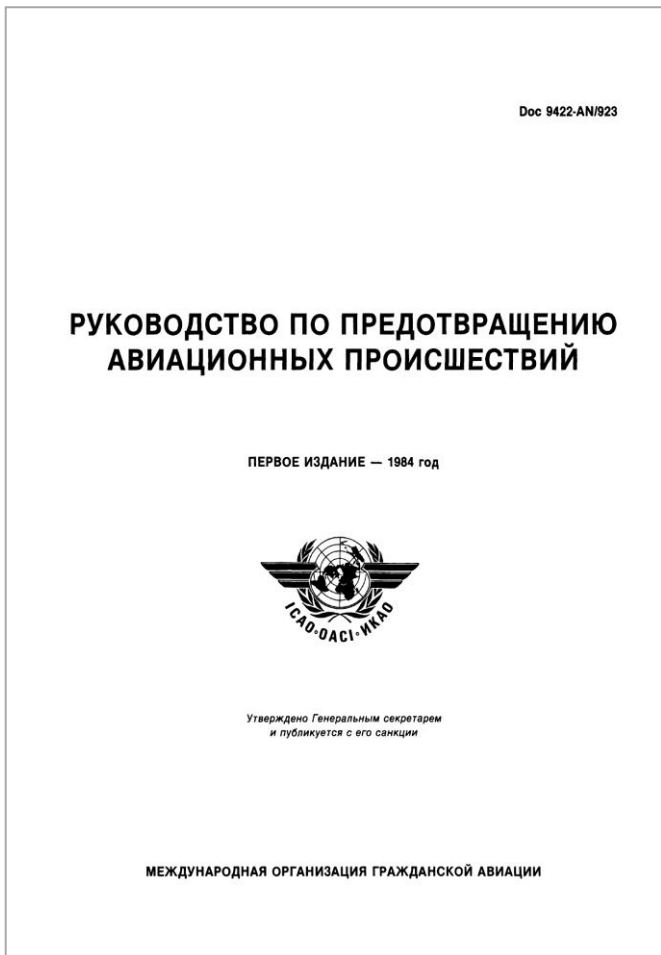 Doc 9422-AN/923
РУКОВОДСТВО ПО ПРЕДОТВРАЩЕНИЮ
АВИАЦИОННЫХ ПРОИСШЕСТВИЙ
ПЕРВОЕ ИЗДАНИЕ — 1984 год
ICAO•OACI•ИКАО
Утверждено Генеральным секретарем
и публикуется с его санкции
МЕЖДУНАРОДНАЯ ОРГАНИЗАЦИЯ ГРАЖДАНСКОЙ АВИАЦИИ